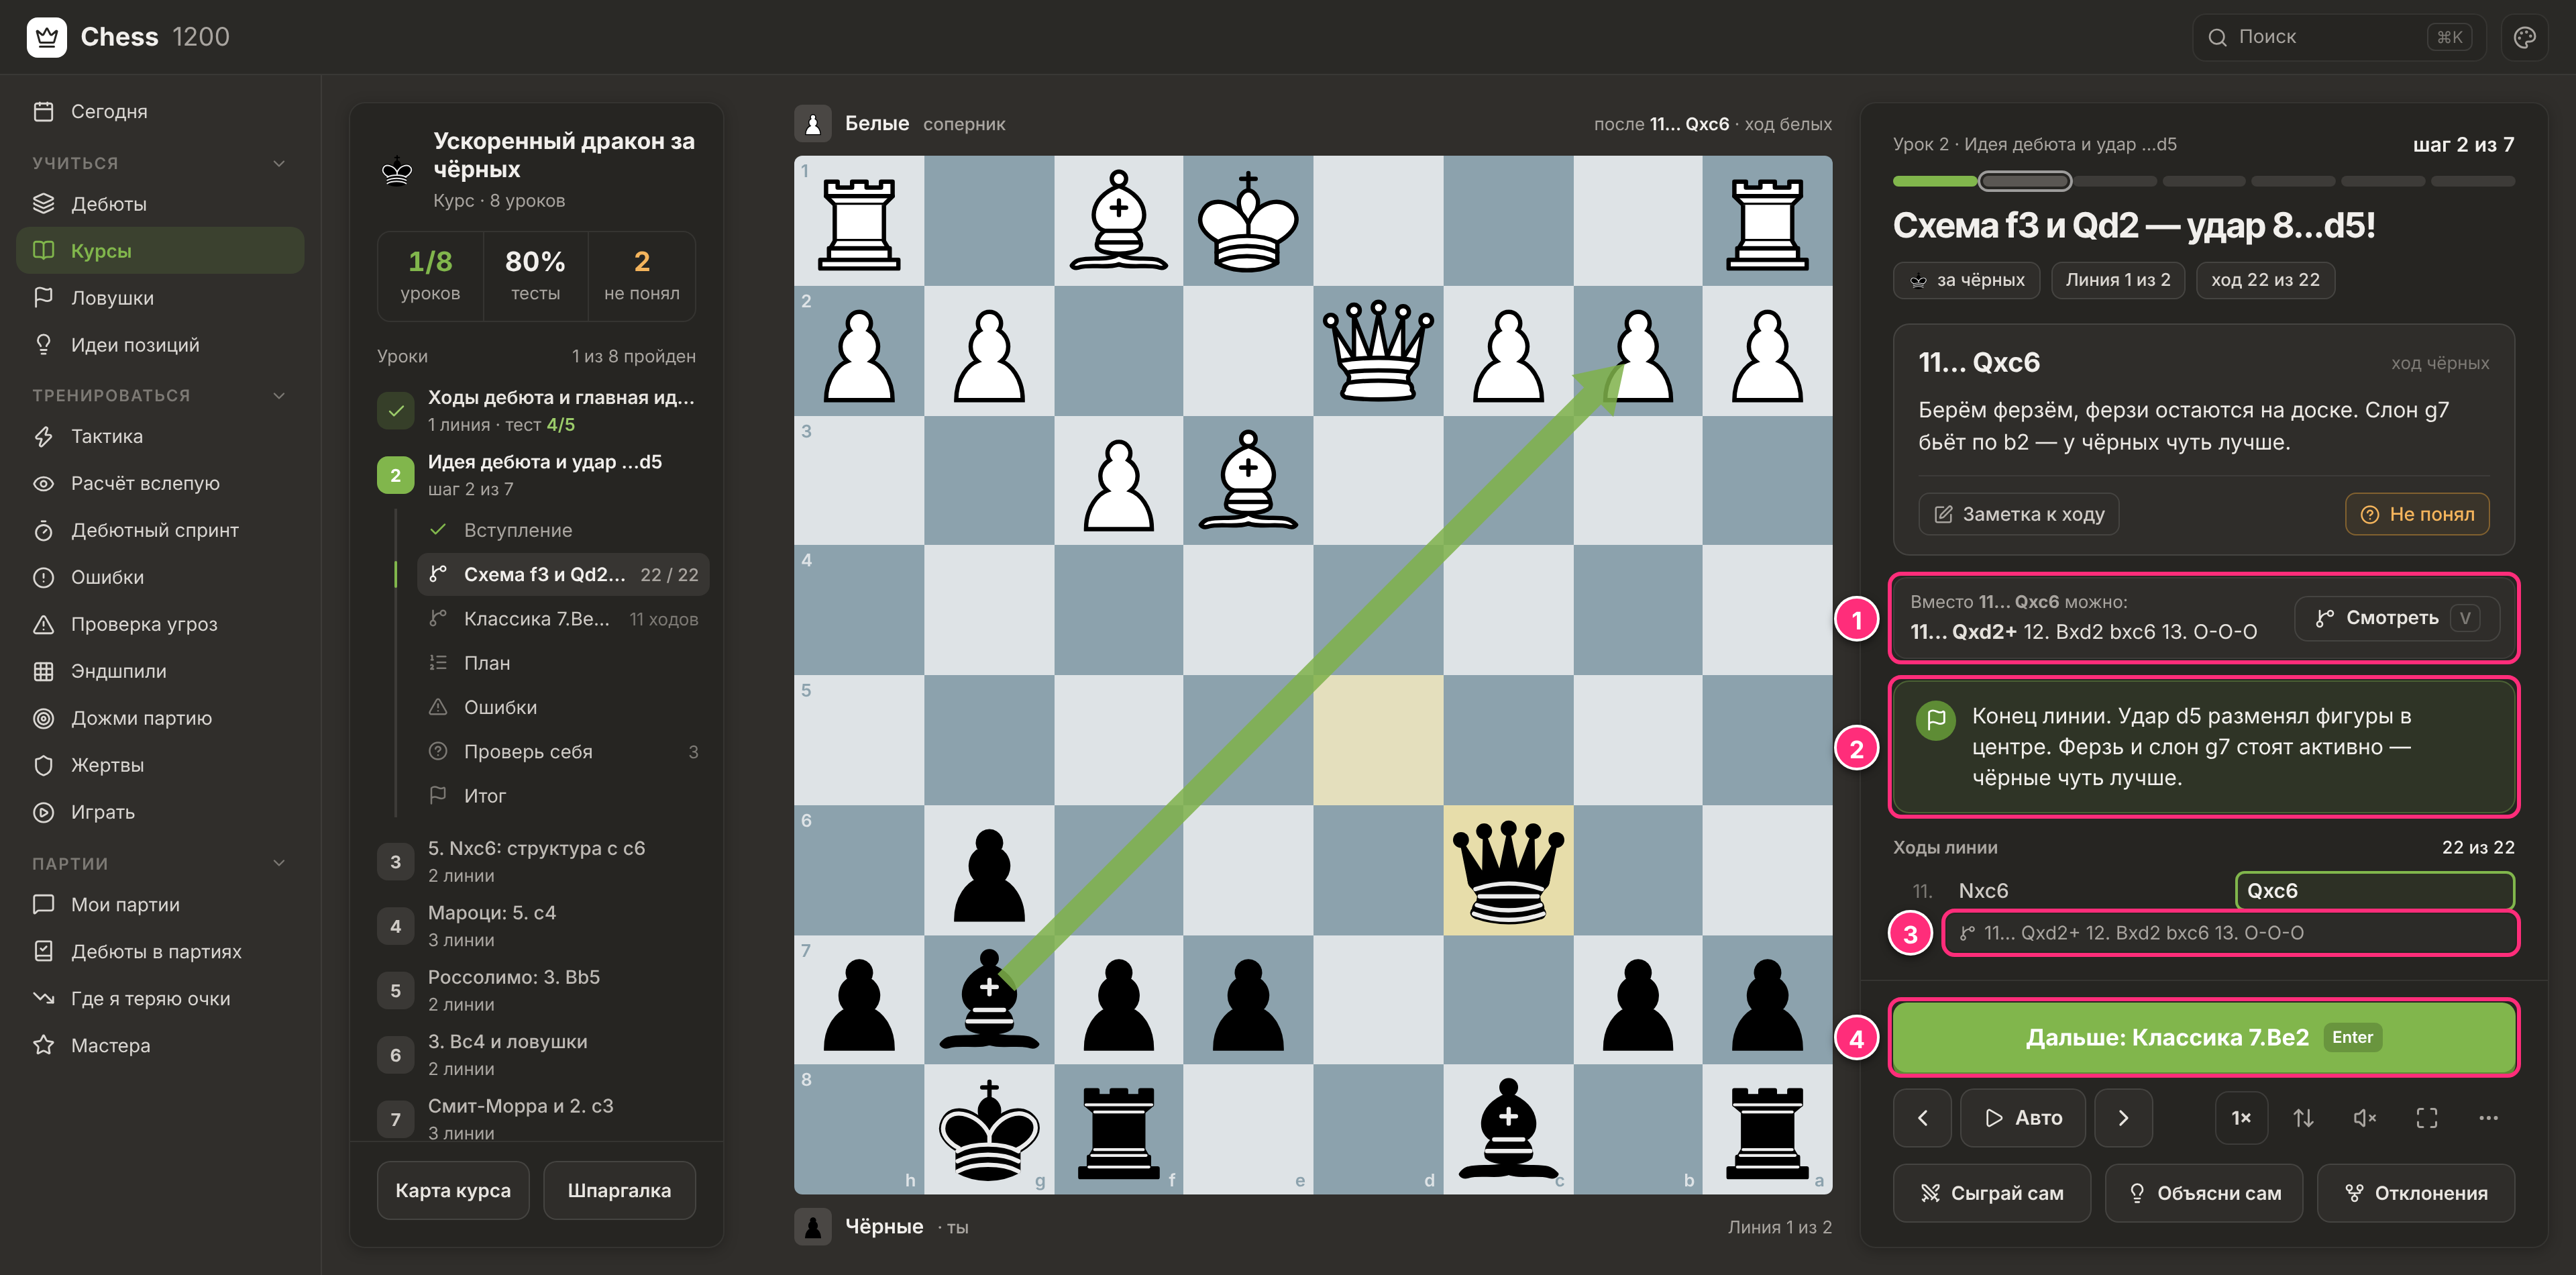 Chess 1200
Поиск ⌘K
Сегодня
УЧИТЬСЯ
Дебюты
Курсы
Ловушки
Идеи позиций
ТРЕНИРОВАТЬСЯ
Тактика
Расчёт вслепую
Дебютный спринт
Ошибки
Проверка угроз
Эндшпили
Дожми партию
Жертвы
Играть
ПАРТИИ
Мои партии
Дебюты в партиях
Где я теряю очки
Мастера
Ускоренный дракон за
чёрных
Курс · 8 уроков
1/8 80% 2
уроков тесты не понял
Уроки 1 из 8 пройден
Ходы дебюта и главная ид...
1 линия · тест 4/5
2 Идея дебюта и удар ...d5
шаг 2 из 7
Вступление
Схема f3 и Qd2... 22 / 22
Классика 7.Be... 11 ходов
План
Ошибки
Проверь себя 3
Итог
3 5. Nxc6: структура с c6
2 линии
4 Мароци: 5. c4
3 линии
5 Россолимо: 3. Bb5
2 линии
6 3. Bc4 и ловушки
2 линии
7 Смит-Морра и 2. c3
3 линии
Карта курса Шпаргалка
Белые соперник после 11... Qxc6 · ход белых
1
2
3
4
5
6
7
8
h g f e d c b a
Чёрные · ты Линия 1 из 2
Урок 2 · Идея дебюта и удар ...d5 шаг 2 из 7
Схема f3 и Qd2 — удар 8...d5!
за чёрных Линия 1 из 2 ход 22 из 22
11... Qxc6 ход чёрных
Берём ферзём, ферзи остаются на доске. Слон g7
бьёт по b2 — у чёрных чуть лучше.
Заметка к ходу Не понял
1 Вместо 11... Qxc6 можно:
11... Qxd2+ 12. Bxd2 bxc6 13. O-O-O Смотреть V
2 Конец линии. Удар d5 разменял фигуры в
центре. Ферзь и слон g7 стоят активно —
чёрные чуть лучше.
Ходы линии 22 из 22
11. Nxc6 Qxc6
3 11... Qxd2+ 12. Bxd2 bxc6 13. O-O-O
4 Дальше: Классика 7.Be2 Enter
Авто 1×
Сыграй сам Объясни сам Отклонения